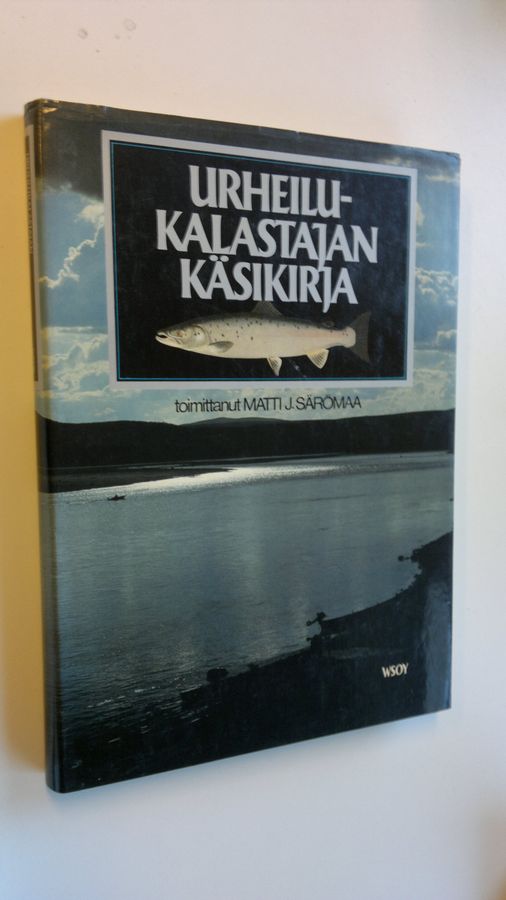 URHEILU-
KALASTAJAN
KÄSIKIRJA
toimittanut MATTI J. SÄRÖMAA
WSOY